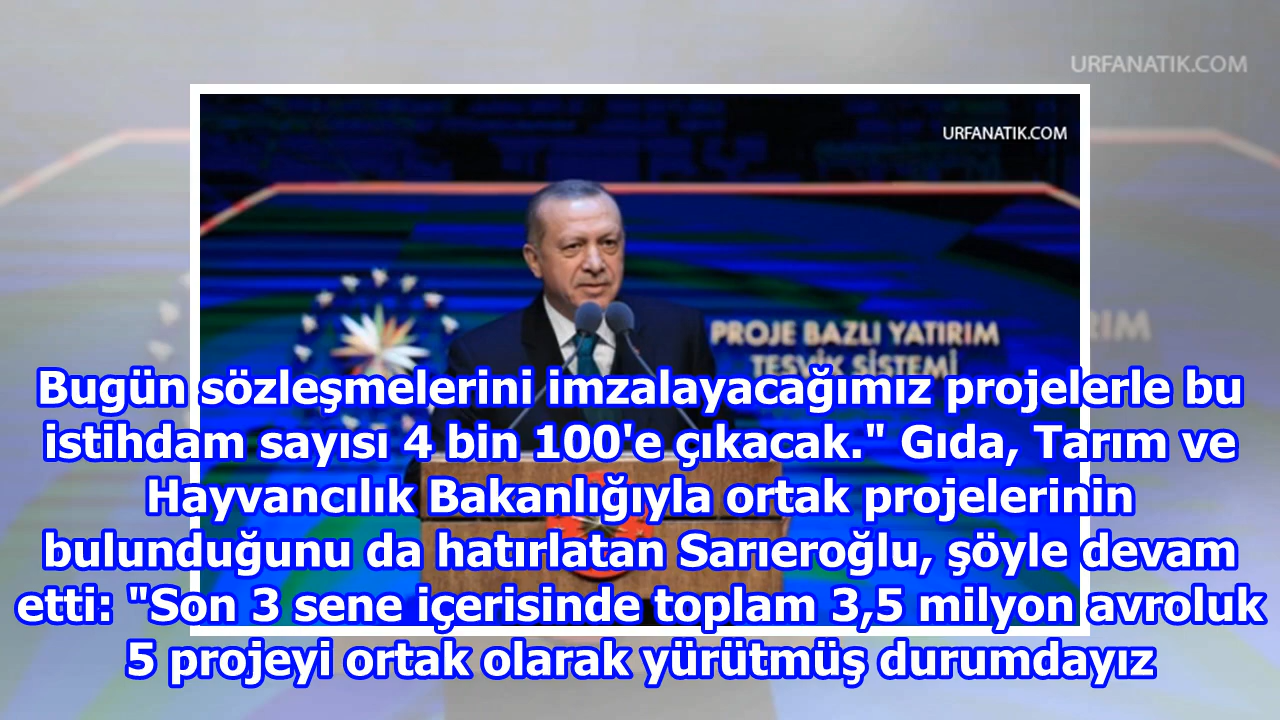 URFANATIK.COM
URFANATIK.COM
PROJE BAZLI YATIRIM
TEŞVİK SİSTEMİ
RIM
Bugün sözleşmelerini imzalayacağımız projelerle bu
istihdam sayısı 4 bin 100'e çıkacak." Gıda, Tarım ve
Hayvancılık Bakanlığıyla ortak projelerinin
bulunduğunu da hatırlatan Sarıeroğlu, şöyle devam
etti: "Son 3 sene içerisinde toplam 3,5 milyon avroluk
5 projeyi ortak olarak yürütmüş durumdayız